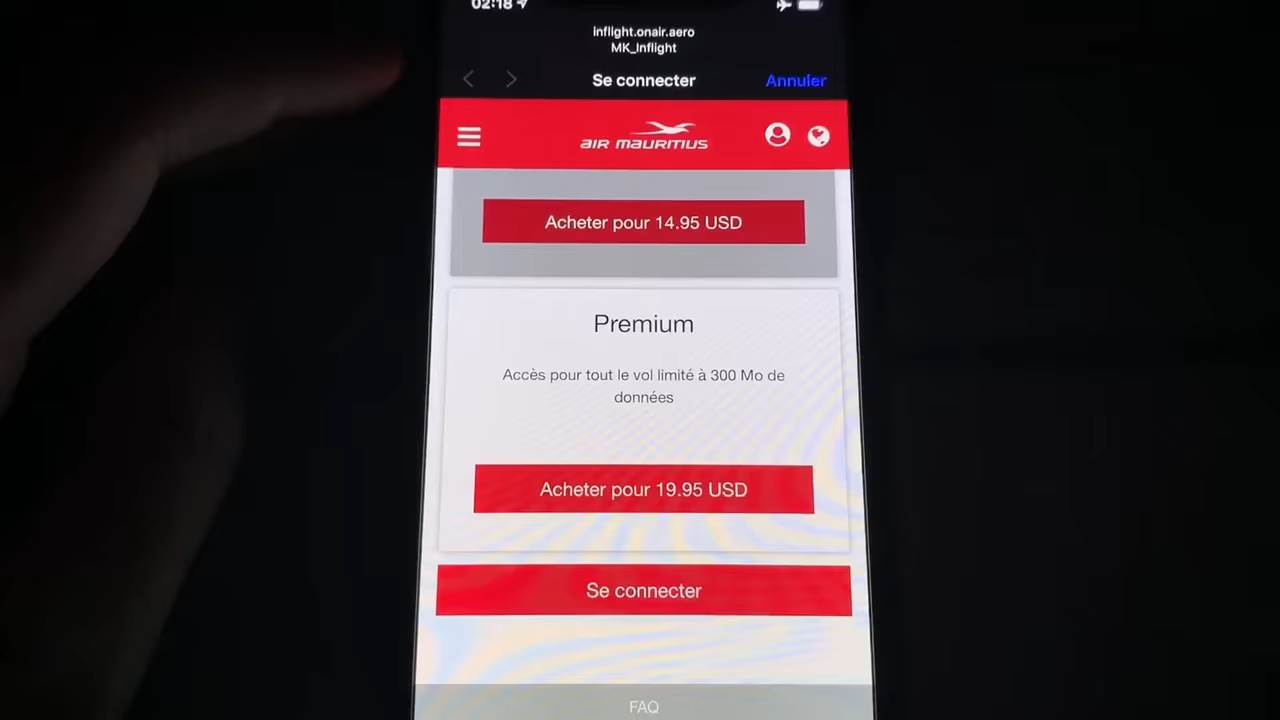 02:18
inflight.onair.aero
MK_Inflight
Se connecter
Annuler
AIR MAURITIUS
Acheter pour 14.95 USD
Premium
Accès pour tout le vol limité à 300 Mo de
données
Acheter pour 19.95 USD
Se connecter
FAQ